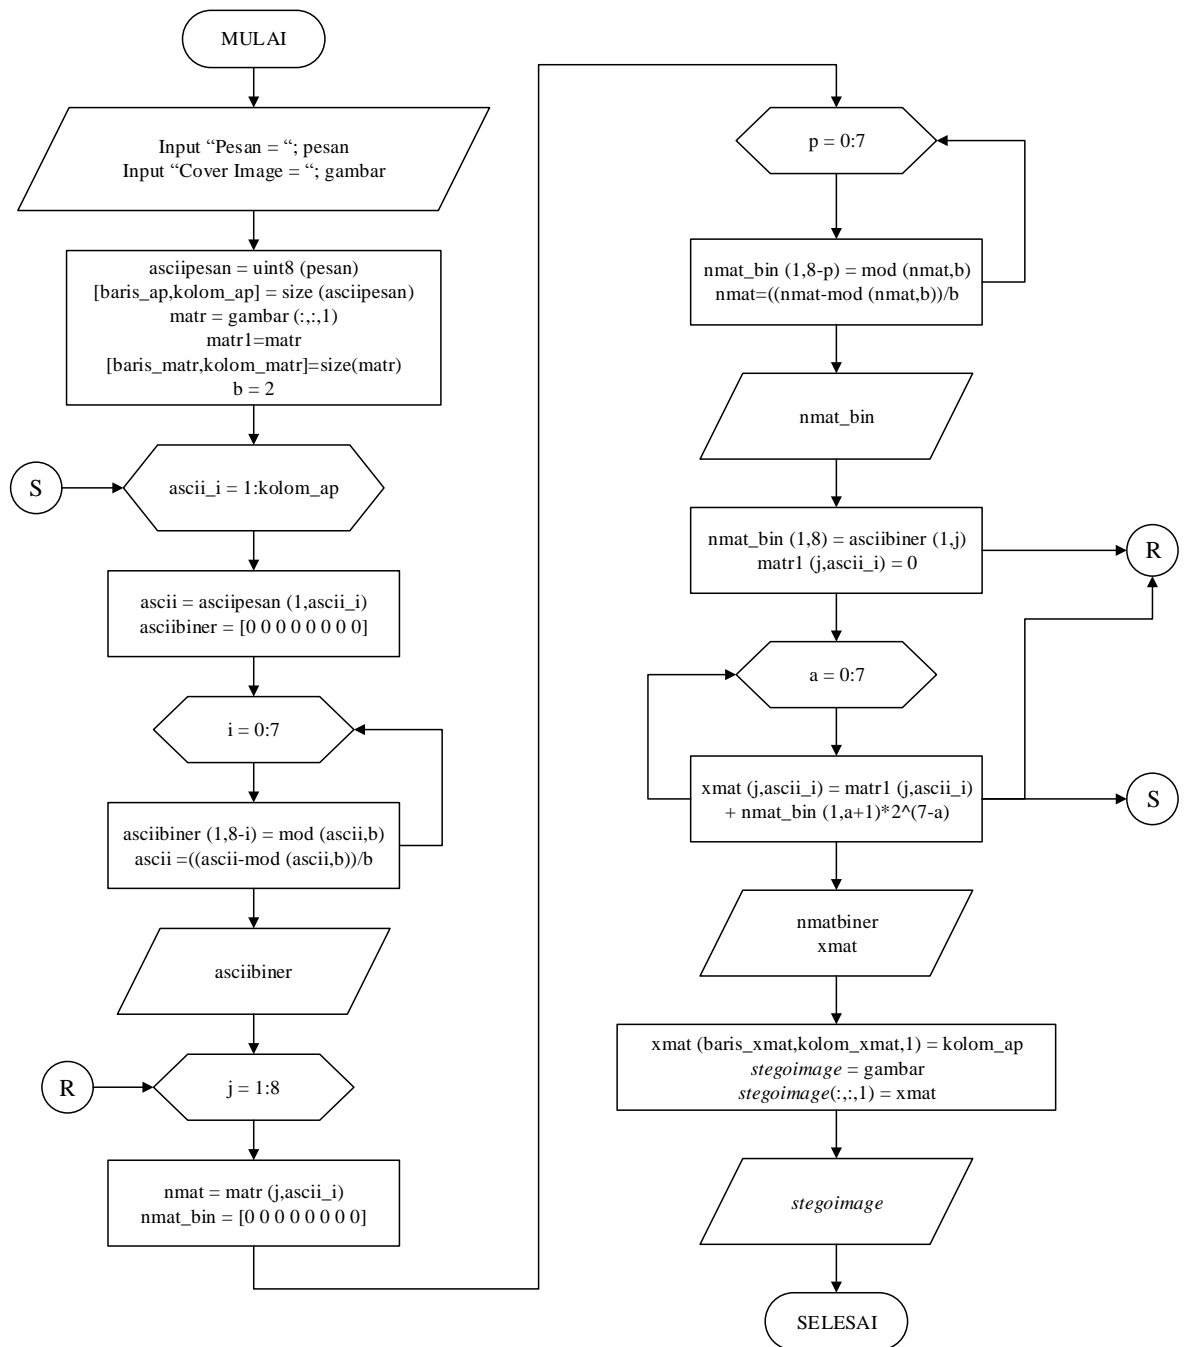 MULAI
Input “Pesan = “; pesan
Input “Cover Image = “; gambar
asciipesan = uint8 (pesan)
[baris_ap,kolom_ap] = size (asciipesan)
matr = gambar (:,:,1)
matr1=matr
[baris_matr,kolom_matr]=size(matr)
b = 2
S
ascii_i = 1:kolom_ap
ascii = asciipesan (1,ascii_i)
asciibiner = [0 0 0 0 0 0 0 0]
i = 0:7
asciibiner (1,8-i) = mod (ascii,b)
ascii =((ascii-mod (ascii,b))/b
asciibiner
R
j = 1:8
nmat = matr (j,ascii_i)
nmat_bin = [0 0 0 0 0 0 0 0]
p = 0:7
nmat_bin (1,8-p) = mod (nmat,b)
nmat=((nmat-mod (nmat,b))/b
nmat_bin
nmat_bin (1,8) = asciibiner (1,j)
matr1 (j,ascii_i) = 0
R
a = 0:7
xmat (j,ascii_i) = matr1 (j,ascii_i)
+ nmat_bin (1,a+1)*2^(7-a)
S
nmatbiner
xmat
xmat (baris_xmat,kolom_xmat,1) = kolom_ap
stegoimage = gambar
stegoimage(:,:,1) = xmat
stegoimage
SELESAI